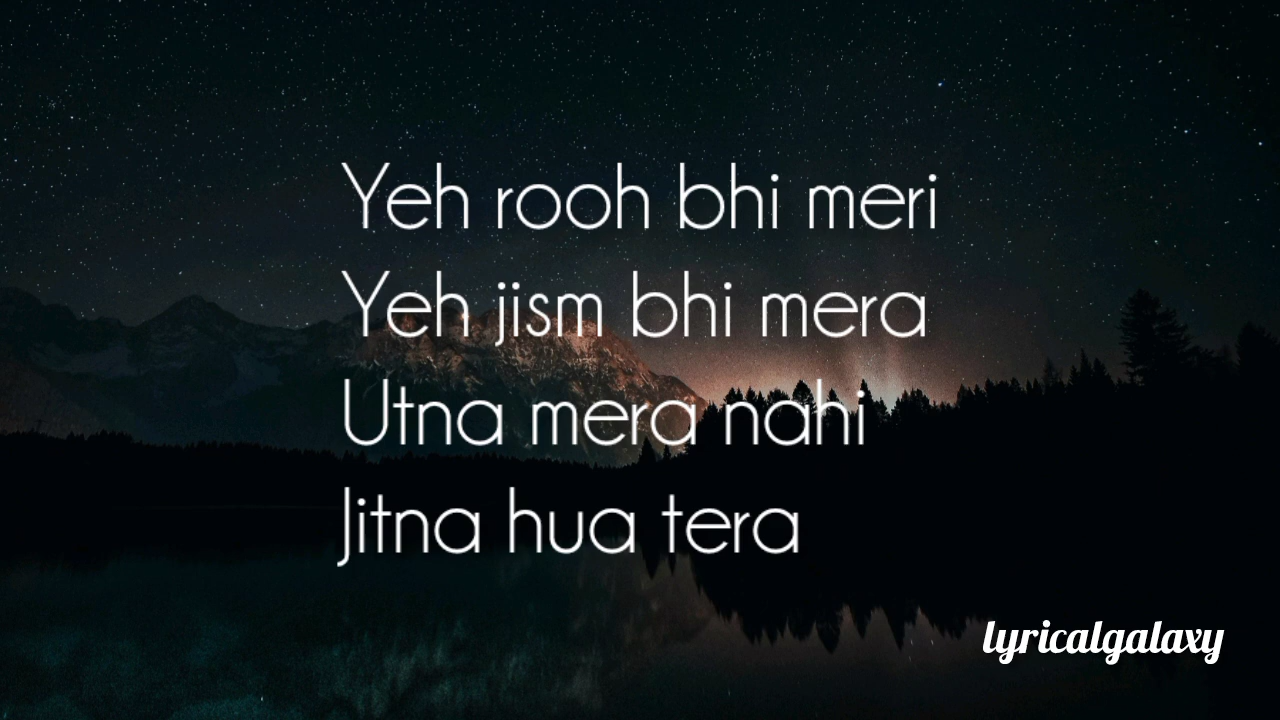 Yeh rooh bhi meri
Yeh jism bhi mera
Utna mera nahi
Jitna hua tera
lyricalgalaxy